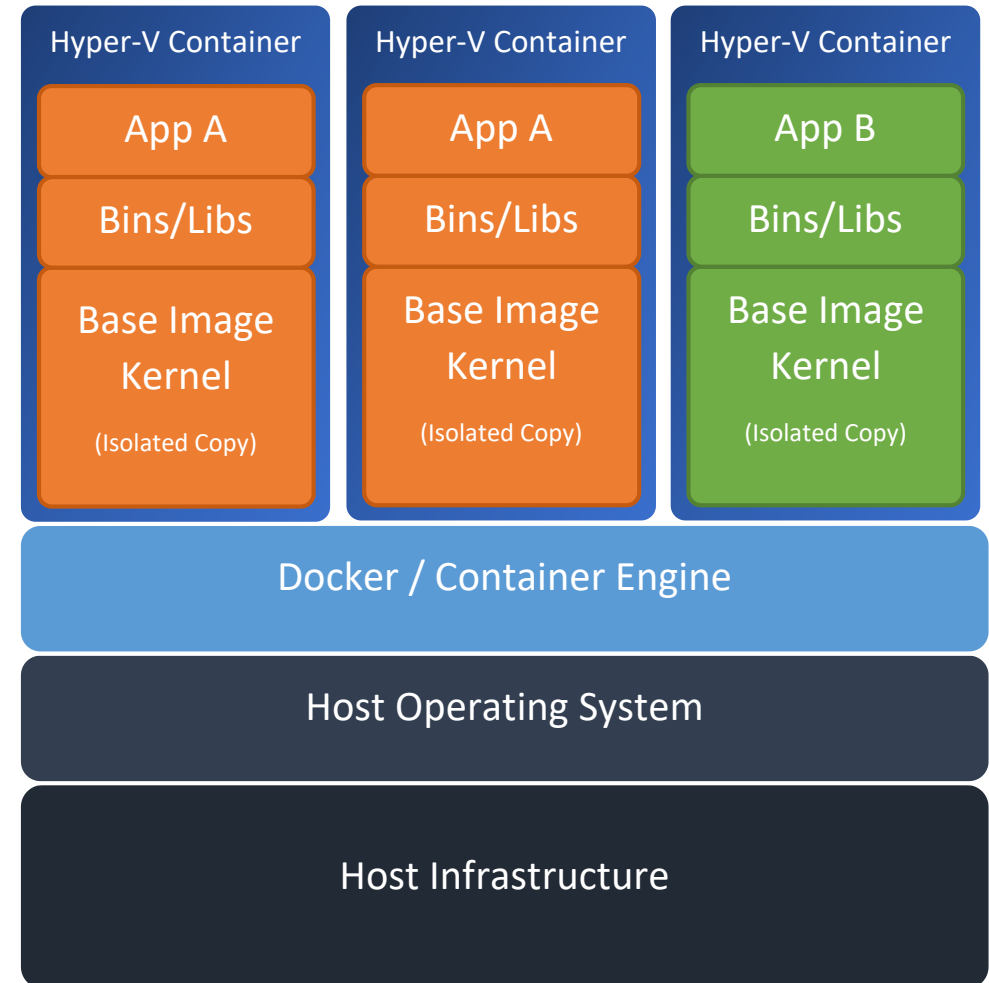 Hyper-V Container
App A
Bins/Libs
Base Image
Kernel
(Isolated Copy)
Hyper-V Container
App A
Bins/Libs
Base Image
Kernel
(Isolated Copy)
Hyper-V Container
App B
Bins/Libs
Base Image
Kernel
(Isolated Copy)
Docker / Container Engine
Host Operating System
Host Infrastructure